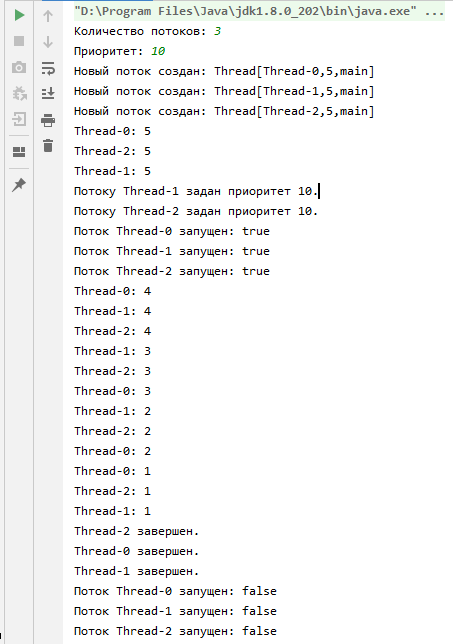 "D:\Program Files\Java\jdk1.8.0_202\bin\java.exe" ...
Количество потоков: 3
Приоритет: 10
Новый поток создан: Thread[Thread-0,5,main]
Новый поток создан: Thread[Thread-1,5,main]
Новый поток создан: Thread[Thread-2,5,main]
Thread-0: 5
Thread-2: 5
Thread-1: 5
Потоку Thread-1 задан приоритет 10.
Потоку Thread-2 задан приоритет 10.
Поток Thread-0 запущен: true
Поток Thread-1 запущен: true
Поток Thread-2 запущен: true
Thread-0: 4
Thread-1: 4
Thread-2: 4
Thread-1: 3
Thread-2: 3
Thread-0: 3
Thread-1: 2
Thread-2: 2
Thread-0: 2
Thread-0: 1
Thread-2: 1
Thread-1: 1
Thread-2 завершен.
Thread-0 завершен.
Thread-1 завершен.
Поток Thread-0 запущен: false
Поток Thread-1 запущен: false
Поток Thread-2 запущен: false